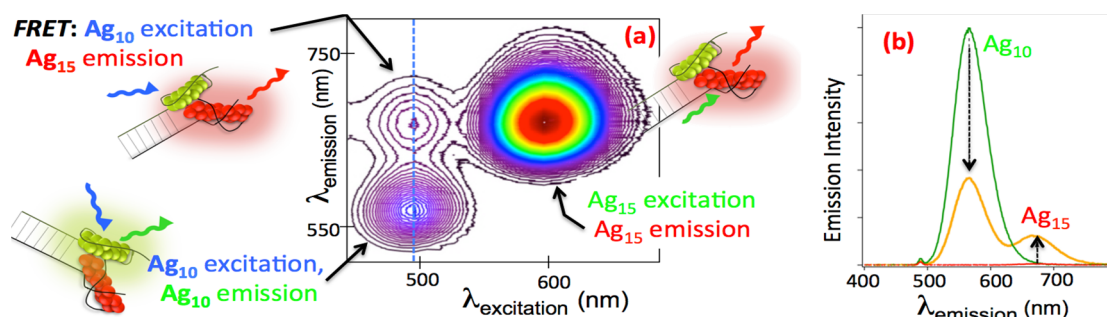 FRET: Ag10 excitation
Ag15 emission
(a)
750
550
λemission (nm)
500
600
λexcitation (nm)
Ag15 excitation
Ag15 emission
Ag10 excitation,
Ag10 emission
(b)
Ag10
Ag15
Emission Intensity
400
500
600
700
λemission (nm)